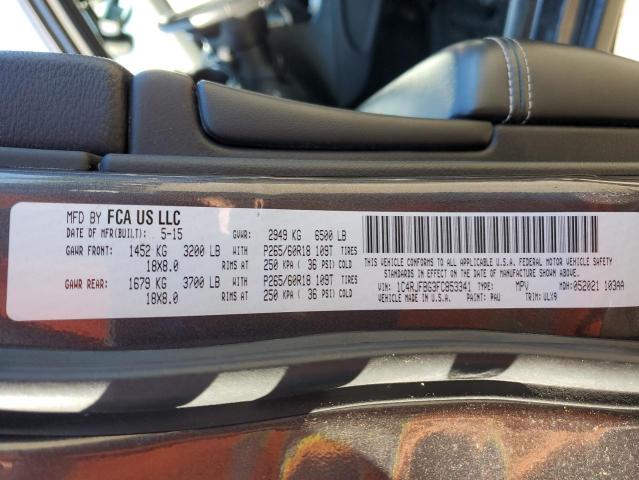 MFD BY FCA US LLC
DATE OF MFR(BUILT): 5-15 GVWR: 2949 KG 6500 LB
GAWR FRONT: 1452 KG 3200 LB WITH P265/60R18 109T TIRES
18X8.0 RIMS AT 250 KPA ( 36 PSI) COLD
GAWR REAR: 1679 KG 3700 LB WITH P265/60R18 109T TIRES
18X8.0 RIMS AT 250 KPA ( 36 PSI) COLD
THIS VEHICLE CONFORMS TO ALL APPLICABLE U.S.A. FEDERAL MOTOR VEHICLE SAFETY
STANDARDS IN EFFECT ON THE DATE OF MANUFACTURE SHOWN ABOVE.
VIN: 1C4RJFBG3FC853341 TYPE: MPV MDH:052021 103AA
VEHICLE MADE IN U.S.A. PAINT: PAU TRIM:ULX9